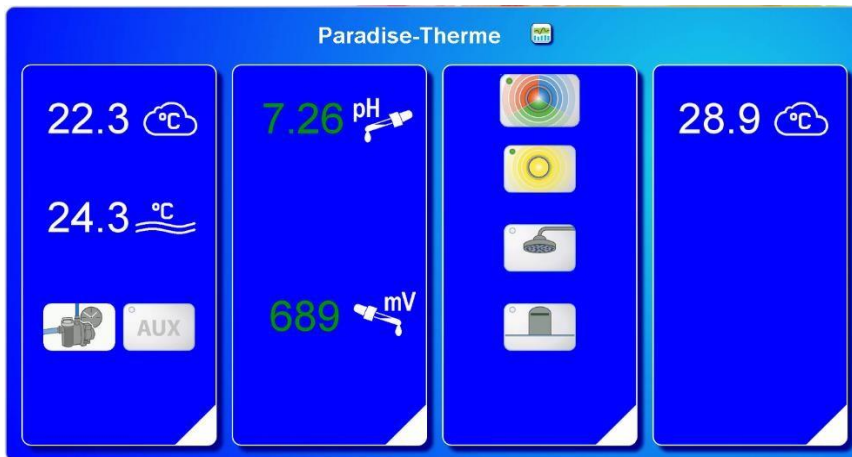 Paradise-Therme
22.3 °C
24.3 °C
AUX
7.26 pH
689 mV
28.9 °C